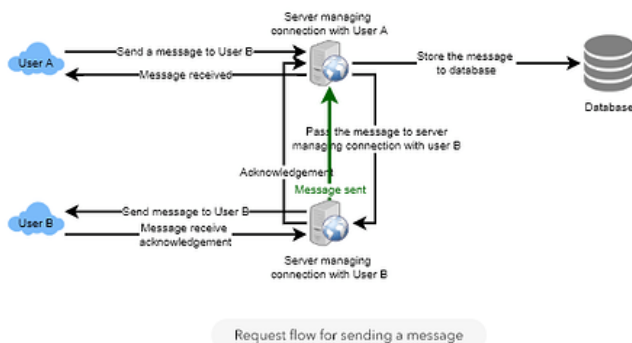 Server managing
connection with User A
Send a message to User B
User A
Message received
Store the message
to database
Database
Pass the message to server
managing connection with user B
Acknowledgement
Message sent
Send message to User B
User B
Message receive
acknowledgement
Server managing
connection with User B
Request flow for sending a message